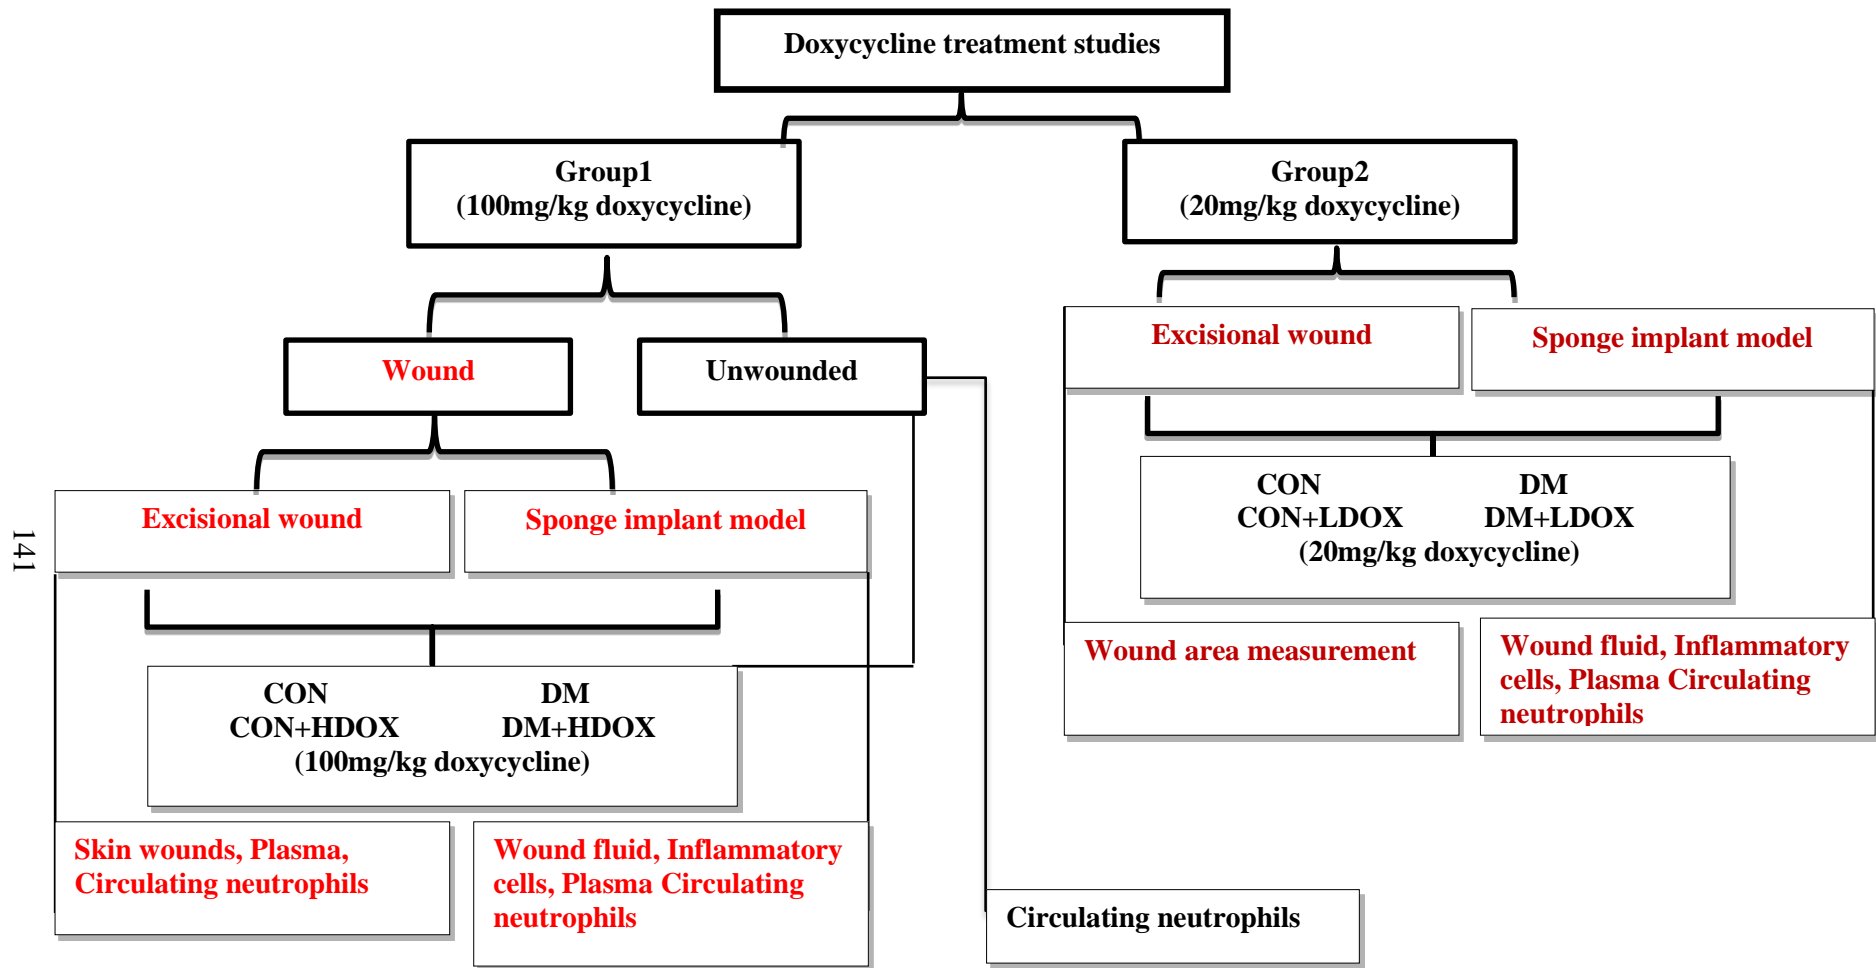 Doxycycline treatment studies
Group1
(100mg/kg doxycycline)
Group2
(20mg/kg doxycycline)
Wound
Unwounded
Excisional wound
Sponge implant model
Excisional wound
Sponge implant model
CON DM
CON+LDOX DM+LDOX
(20mg/kg doxycycline)
Wound area measurement
Wound fluid, Inflammatory
cells, Plasma Circulating
neutrophils
CON DM
CON+HDOX DM+HDOX
(100mg/kg doxycycline)
Skin wounds, Plasma,
Circulating neutrophils
Wound fluid, Inflammatory
cells, Plasma Circulating
neutrophils
Circulating neutrophils
141